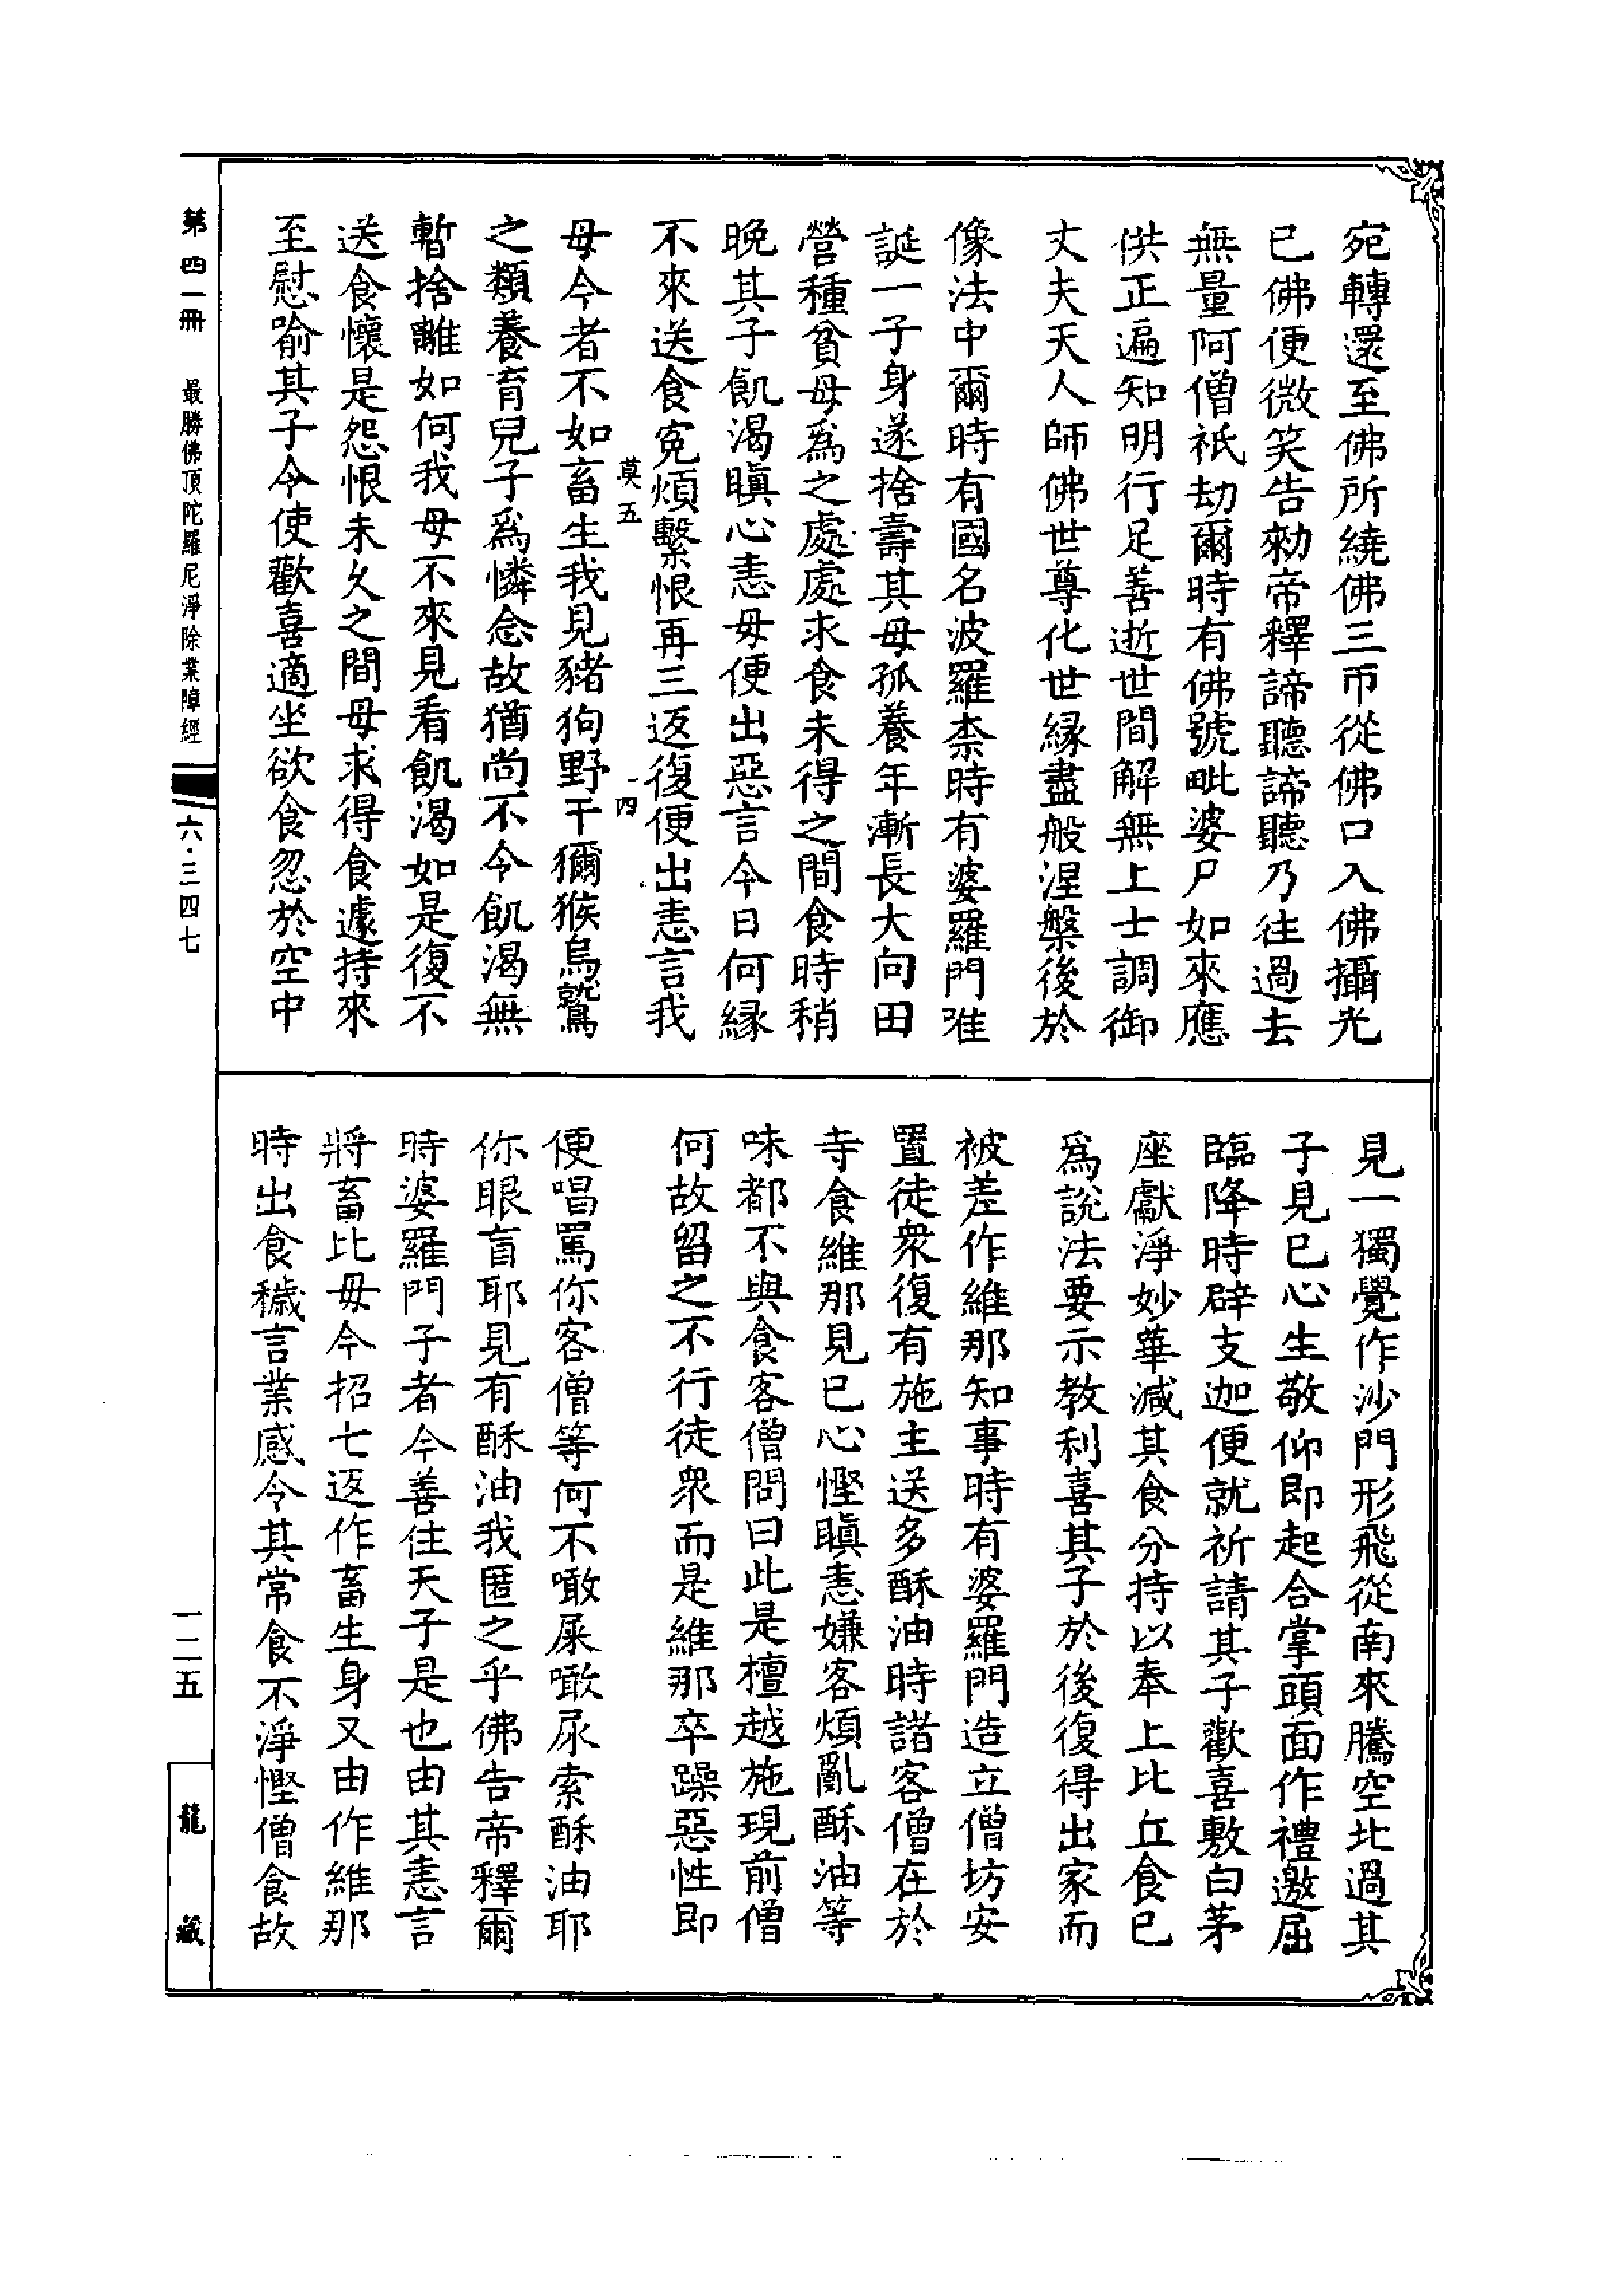 宛轉還至佛所繞佛三帀從佛口入佛攝光
已佛便微笑告勑帝釋諦聽諦聽乃往過去
無量阿僧祇劫爾時有佛號毗婆尸如來應
供正遍知明行足善逝世間解無上士調御
丈夫天人師佛世尊化世緣盡般涅槃後於
像法中爾時有國名波羅柰時有婆羅門唯
誕一子身遂捨壽其母孤養年漸長大向田
營種貧母爲之處處求食未得之間食時稍
晚其子飢渴瞋心恚母便出惡言今日何緣
不來送食寃煩繫恨再三返復便出恚言我
莫五
四
母今者不如畜生我見豬狗野干獼猴烏鷲
之類養育兒子爲憐念故猶尚不令飢渴無
暫捨離如何我母不來見看飢渴如是復不
送食懷是怨恨未久之間母求得食遽持來
至慰喻其子令使歡喜適坐欲食忽於空中
見一獨覺作沙門形飛從南來騰空北過其
子見已心生敬仰即起合掌頭面作禮邀屈
臨降時辟支迦便就祈請其子歡喜敷白茅
座獻淨妙華減其食分持以奉上比丘食已
爲說法要示教利喜其子於後復得出家而
被差作維那知事時有婆羅門造立僧坊安
置徒衆復有施主送多酥油時諸客僧在於
寺食維那見已心慳瞋恚嫌客煩亂酥油等
味都不與食客僧問曰此是檀越施現前僧
何故留之不行徒衆而是維那卒躁惡性即
便唱罵你客僧等何不噉屎噉尿索酥油耶
你眼盲耶見有酥油我匿之乎佛告帝釋爾
時婆羅門子者今善住天子是也由其恚言
將畜比母今招七返作畜生身又由作維那
時出食穢言業感令其常食不淨慳僧食故
第四一冊　最勝佛頂陀羅尼淨除業障經
六·三四七
一二五
龍藏